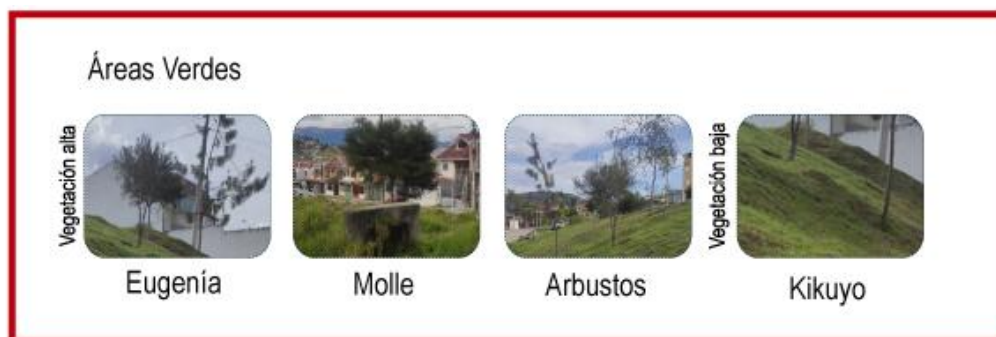 Áreas Verdes
Vegetación alta
Eugenía
Molle
Arbustos
Vegetación baja
Kikuyo